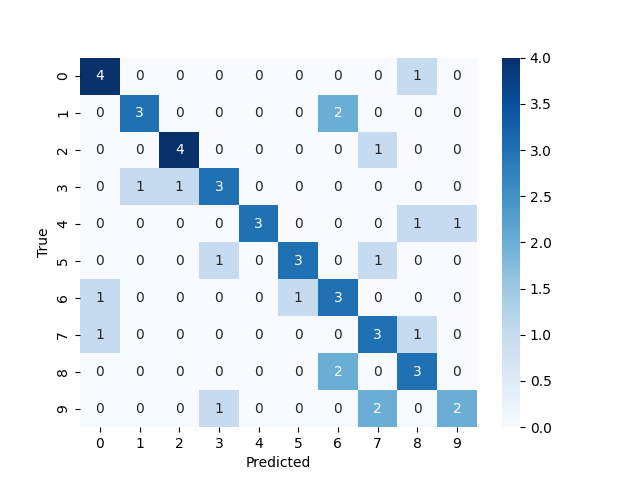 0 4 0 0 0 0 0 0 0 1 0
1 0 3 0 0 0 0 2 0 0 0
2 0 0 4 0 0 0 0 1 0 0
3 0 1 1 3 0 0 0 0 0 0
4 0 0 0 0 3 0 0 0 1 1
5 0 0 0 1 0 3 0 1 0 0
6 1 0 0 0 0 1 3 0 0 0
7 1 0 0 0 0 0 0 3 1 0
8 0 0 0 0 0 0 2 0 3 0
9 0 0 0 1 0 0 0 2 0 2
0 1 2 3 4 5 6 7 8 9
Predicted
True
4.0
3.5
3.0
2.5
2.0
1.5
1.0
0.5
0.0